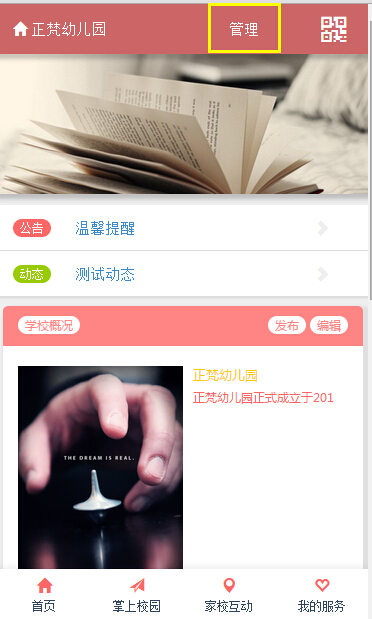 正梵幼儿园 管理
公告 温馨提醒
动态 测试动态
学校概况 发布 编辑
正梵幼儿园
正梵幼儿园正式成立于201
THE DREAM IS REAL.
首页 掌上校园 家校互动 我的服务